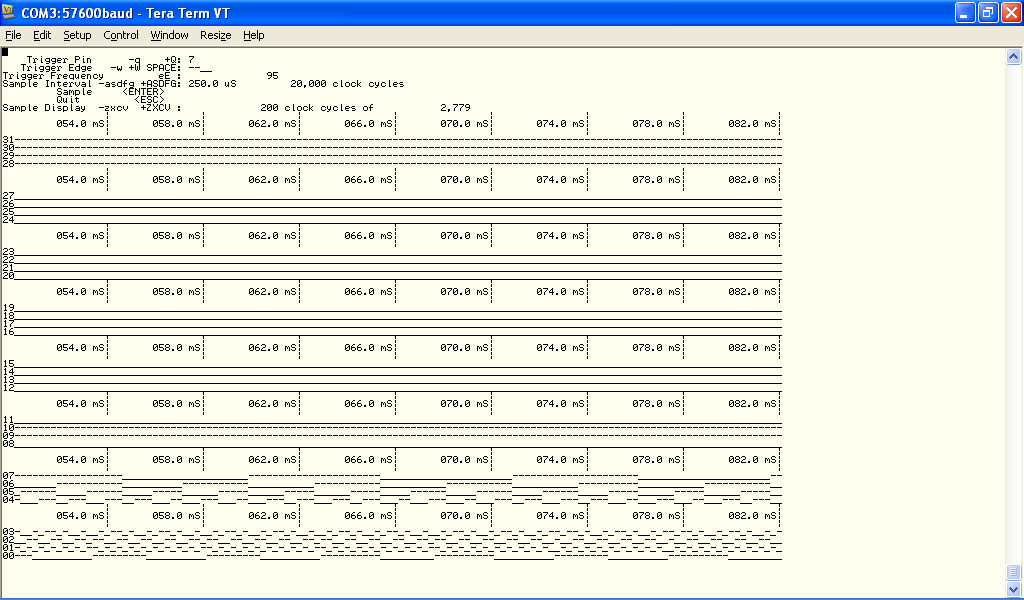 COM3:57600baud - Tera Term VT
File Edit Setup Control Window Resize Help
Trigger Pin -q +Q: 7
Trigger Edge -w +W SPACE: --__
Trigger Frequency eE : 95
Sample Interval -asdfg +ASDFG: 250.0 uS 20,000 clock cycles
Sample <ENTER>
Quit <ESC>
Sample Display -zxcv +ZXCV : 200 clock cycles of 2,779
054.0 mS 058.0 mS 062.0 mS 066.0 mS 070.0 mS 074.0 mS 078.0 mS 082.0 mS
31
30
29
28
054.0 mS 058.0 mS 062.0 mS 066.0 mS 070.0 mS 074.0 mS 078.0 mS 082.0 mS
27
26
25
24
054.0 mS 058.0 mS 062.0 mS 066.0 mS 070.0 mS 074.0 mS 078.0 mS 082.0 mS
23
22
21
20
054.0 mS 058.0 mS 062.0 mS 066.0 mS 070.0 mS 074.0 mS 078.0 mS 082.0 mS
19
18
17
16
054.0 mS 058.0 mS 062.0 mS 066.0 mS 070.0 mS 074.0 mS 078.0 mS 082.0 mS
15
14
13
12
054.0 mS 058.0 mS 062.0 mS 066.0 mS 070.0 mS 074.0 mS 078.0 mS 082.0 mS
11
10
09
08
054.0 mS 058.0 mS 062.0 mS 066.0 mS 070.0 mS 074.0 mS 078.0 mS 082.0 mS
07
06
05
04
054.0 mS 058.0 mS 062.0 mS 066.0 mS 070.0 mS 074.0 mS 078.0 mS 082.0 mS
03
02
01
00